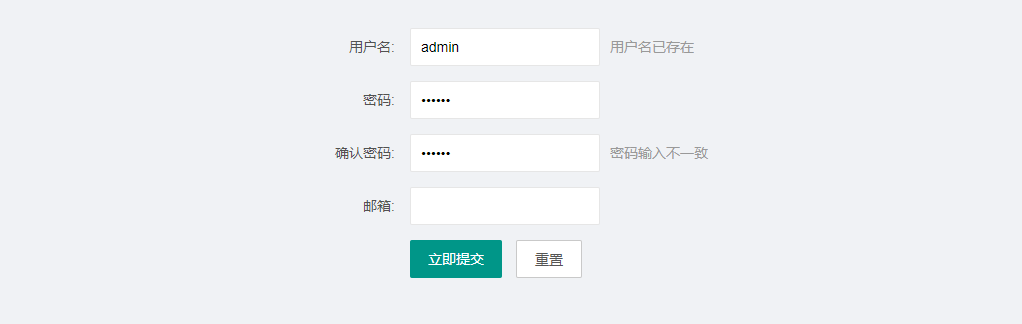 用户名: admin 用户名已存在
密码: ••••••
确认密码: •••••• 密码输入不一致
邮箱:
立即提交 重置